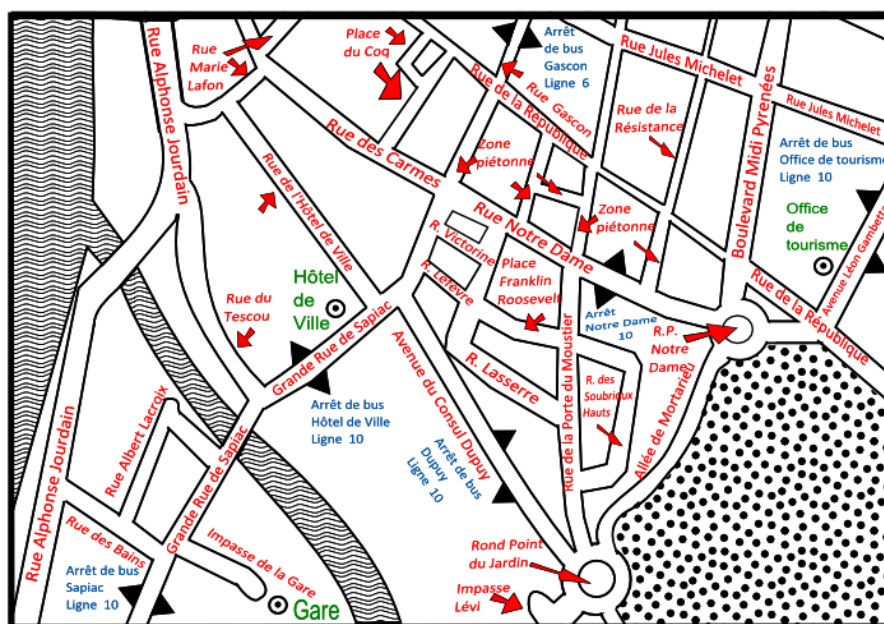 Rue Alphonse Jourdain
Rue
Marie
Lafon
Place
du Coq
Arrêt
de bus
Gascon
Ligne 6
Rue Jules Michelet
Rue Jules Michelet
Rue de la République
Rue Gascon
Rue de la
Résistance
Boulevard Midi Pyrenées
Arrêt de bus
Office de tourisme
Ligne 10
Rue des Carmes
Zone
piétonne
Rue de l'Hôtel de Ville
Zone
piétonne
Office
de
tourisme
Avenue Léon Gambetta
Rue Notre Dame
R. Victorine
R. Lefèvre
Place
Franklin
Roosevelt
Hôtel
de
Ville
Rue du
Tescou
Arrêt
Notre Dame
10
R.P.
Notre
Dame
Rue de la République
Grande Rue de Sapiac
Avenue du Consul Dupuy
R. Lasserre
Rue de la Porte du Moustier
R. des
Soubrioux
Hauts
Allée de Mortarieu
Arrêt de bus
Hôtel de Ville
Ligne 10
Rue Albert Lacroix
Arrêt de bus
Dupuy
Ligne 10
Rue Alphonse Jourdain
Grande Rue de Sapiac
Rue des Bains
Impasse de la Gare
Rond Point
du Jardin
Arrêt de bus
Sapiac
Ligne 10
Impasse
Lévi
Gare